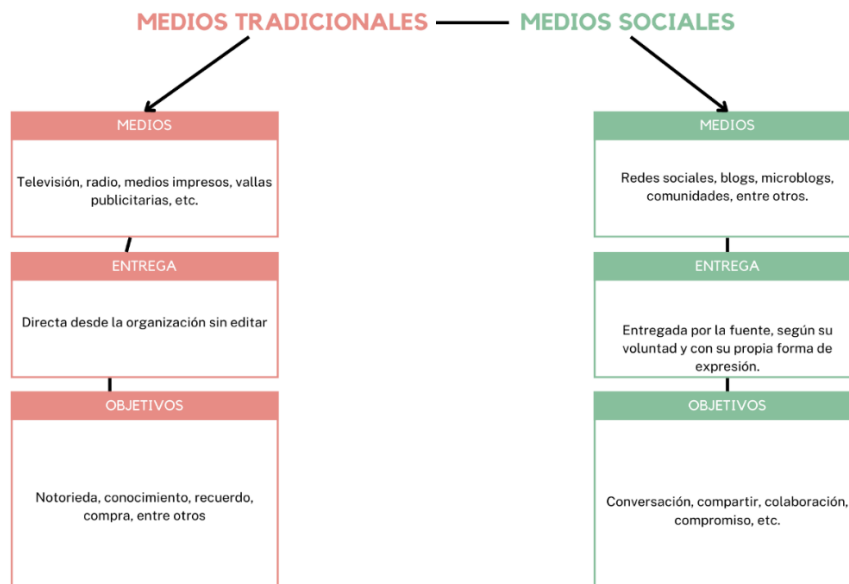 MEDIOS TRADICIONALES
MEDIOS SOCIALES
MEDIOS
Televisión, radio, medios impresos, vallas
publicitarias, etc.
ENTREGA
Directa desde la organización sin editar
OBJETIVOS
Notorieda, conocimiento, recuerdo,
compra, entre otros
MEDIOS
Redes sociales, blogs, microblogs,
comunidades, entre otros.
ENTREGA
Entregada por la fuente, según su
voluntad y con su propia forma de
expresión.
OBJETIVOS
Conversación, compartir, colaboración,
compromiso, etc.